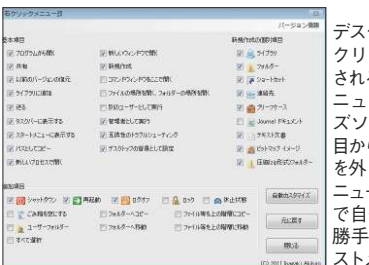 右クリックメニュー改
バージョン情報
基本項目
新規作成の個別項目
プログラムから開く
新しいウィンドウで開く
ライブラリ
共有
新規作成
フォルダー
以前のバージョンの復元
コマンドウィンドウをここで開く
ショートカット
ライブラリに追加
ファイルの場所を開く、フォルダーの場所を開く
連絡先
送る
別のユーザーとして実行
ブリーフケース
タスクバーに表示する
管理者として実行
Journal ドキュメント
スタートメニューに表示する
互換性のトラブルシューティング
テキスト文書
パスとしてコピー
デスクトップの背景として設定
ビットマップ イメージ
新しいプロセスで開く
圧縮(zip形式)フォルダー
追加項目
シャットダウン
再起動
ログオフ
ロック
休止状態
自動カスタマイズ
ごみ箱を空にする
フォルダーへコピー
ファイル等を上の階層にコピー
元に戻す
ユーザーフォルダー
フォルダーへ移動
ファイル等を上の階層に移動
すべて選択
閉じる
デス
クリ
され
ニュ
ズソ
目か
を外
ニュー
で自
勝手
スト